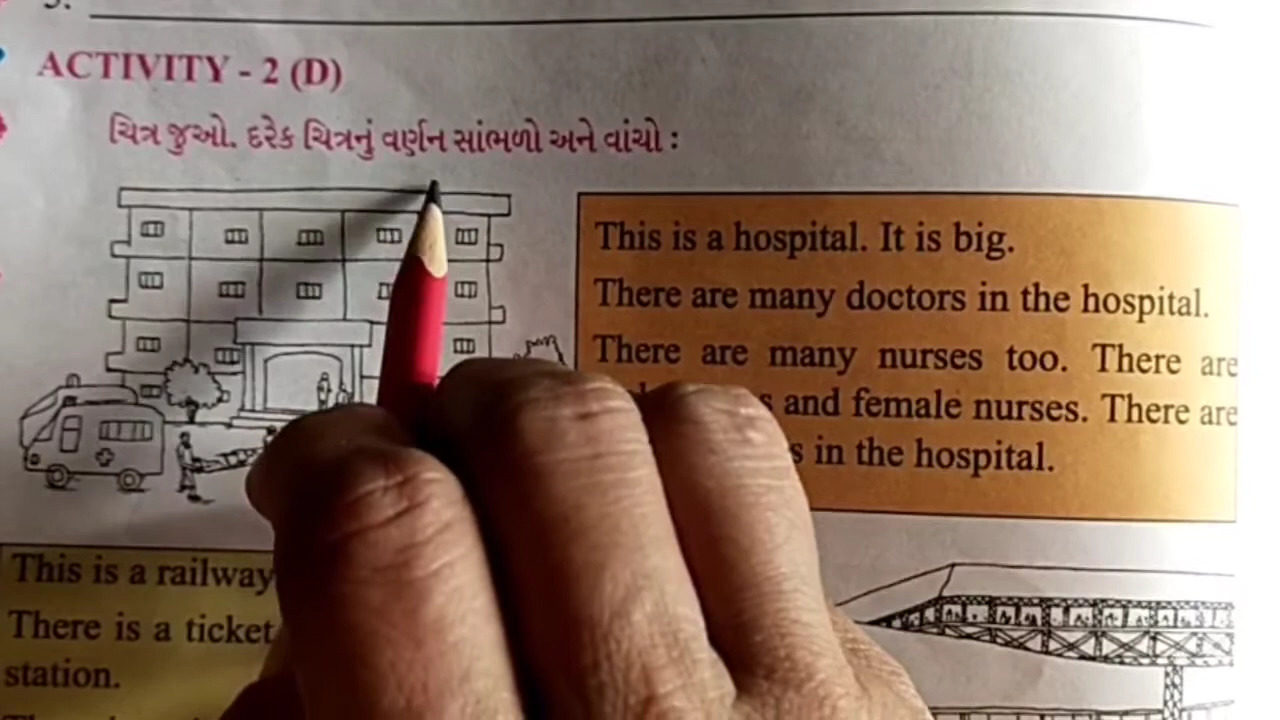 ACTIVITY - 2 (D)
ચિત્ર જુઓ. દરેક ચિત્રનું વર્ણન સાંભળો અને વાંચો :
This is a hospital. It is big.
There are many doctors in the hospital.
There are many nurses too. There are
and female nurses. There are
in the hospital.
This is a railway
There is a ticket
station.